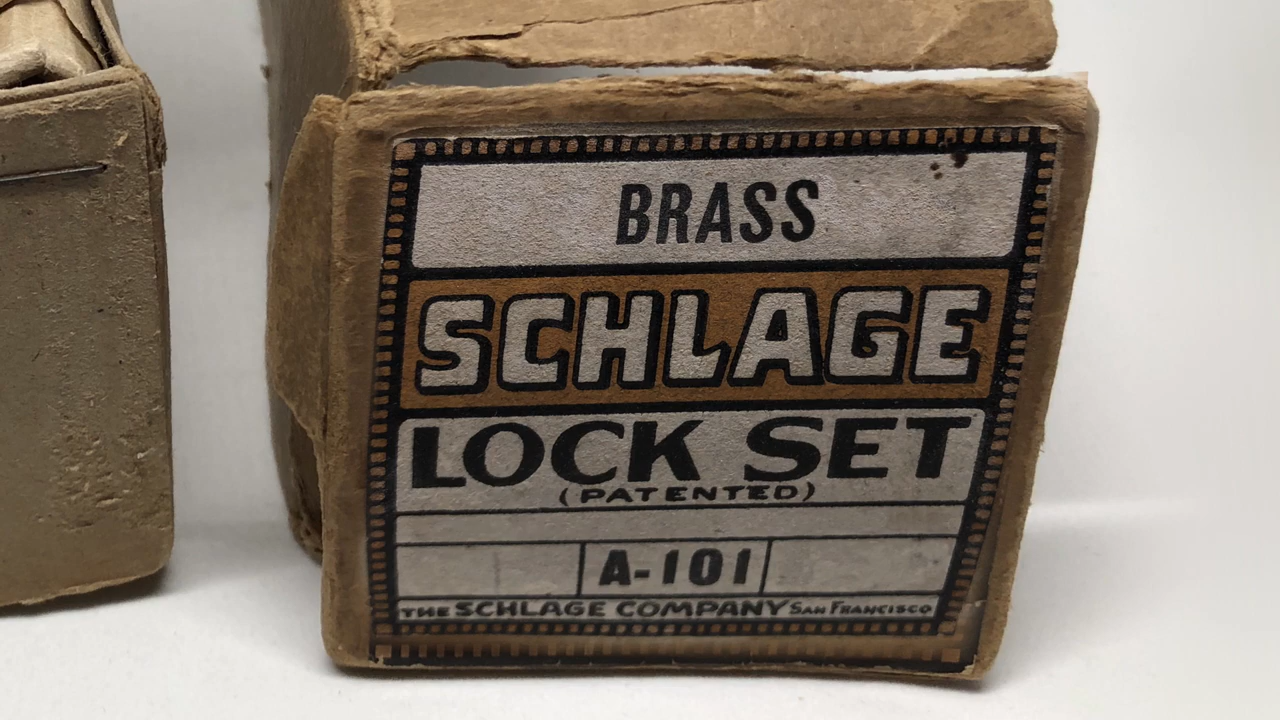 BRASS
SCHLAGE
LOCK SET
(PATENTED)
A-101
THE SCHLAGE COMPANY SAN FRANCISCO